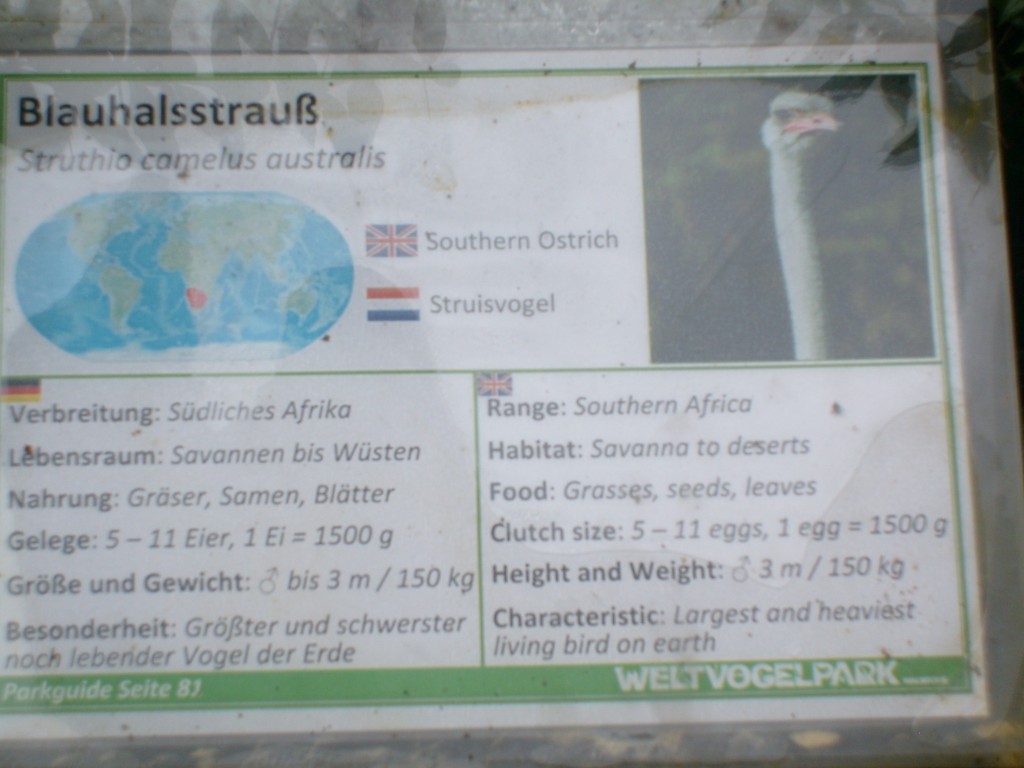 Blauhalsstrauß
Struthio camelus australis
Southern Ostrich
Struisvogel
Verbreitung: Südliches Afrika
Lebensraum: Savannen bis Wüsten
Nahrung: Gräser, Samen, Blätter
Gelege: 5 – 11 Eier, 1 Ei = 1500 g
Größe und Gewicht: ♂ bis 3 m / 150 kg
Besonderheit: Größter und schwerster
noch lebender Vogel der Erde
Range: Southern Africa
Habitat: Savanna to deserts
Food: Grasses, seeds, leaves
Clutch size: 5 – 11 eggs, 1 egg = 1500 g
Height and Weight: ♂ 3 m / 150 kg
Characteristic: Largest and heaviest
living bird on earth
Parkguide Seite 81
WELTVOGELPARK